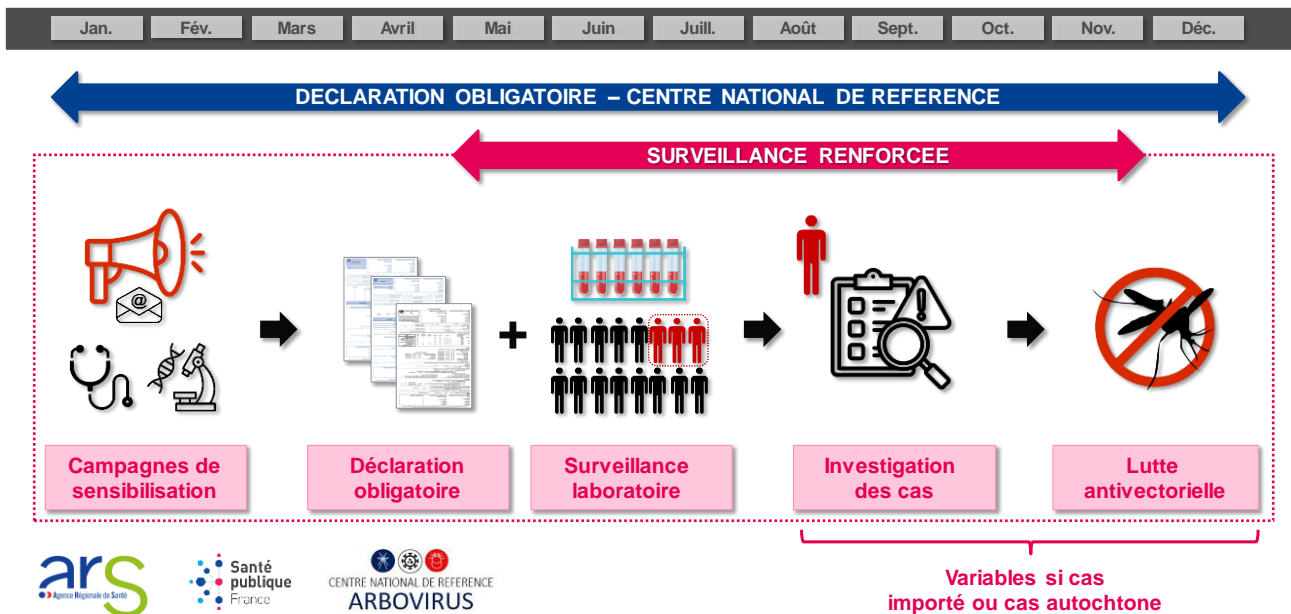 Jan. Fév. Mars Avril Mai Juin Juill. Août Sept. Oct. Nov. Déc.
DECLARATION OBLIGATOIRE – CENTRE NATIONAL DE REFERENCE
SURVEILLANCE RENFORCEE
@
Campagnes de
sensibilisation
Déclaration
obligatoire
+
Surveillance
laboratoire
Investigation
des cas
Lutte
antivectorielle
Variables si cas
importé ou cas autochtone
ars
Agence Régionale de Santé
Santé
publique
France
CENTRE NATIONAL DE REFERENCE
ARBOVIRUS